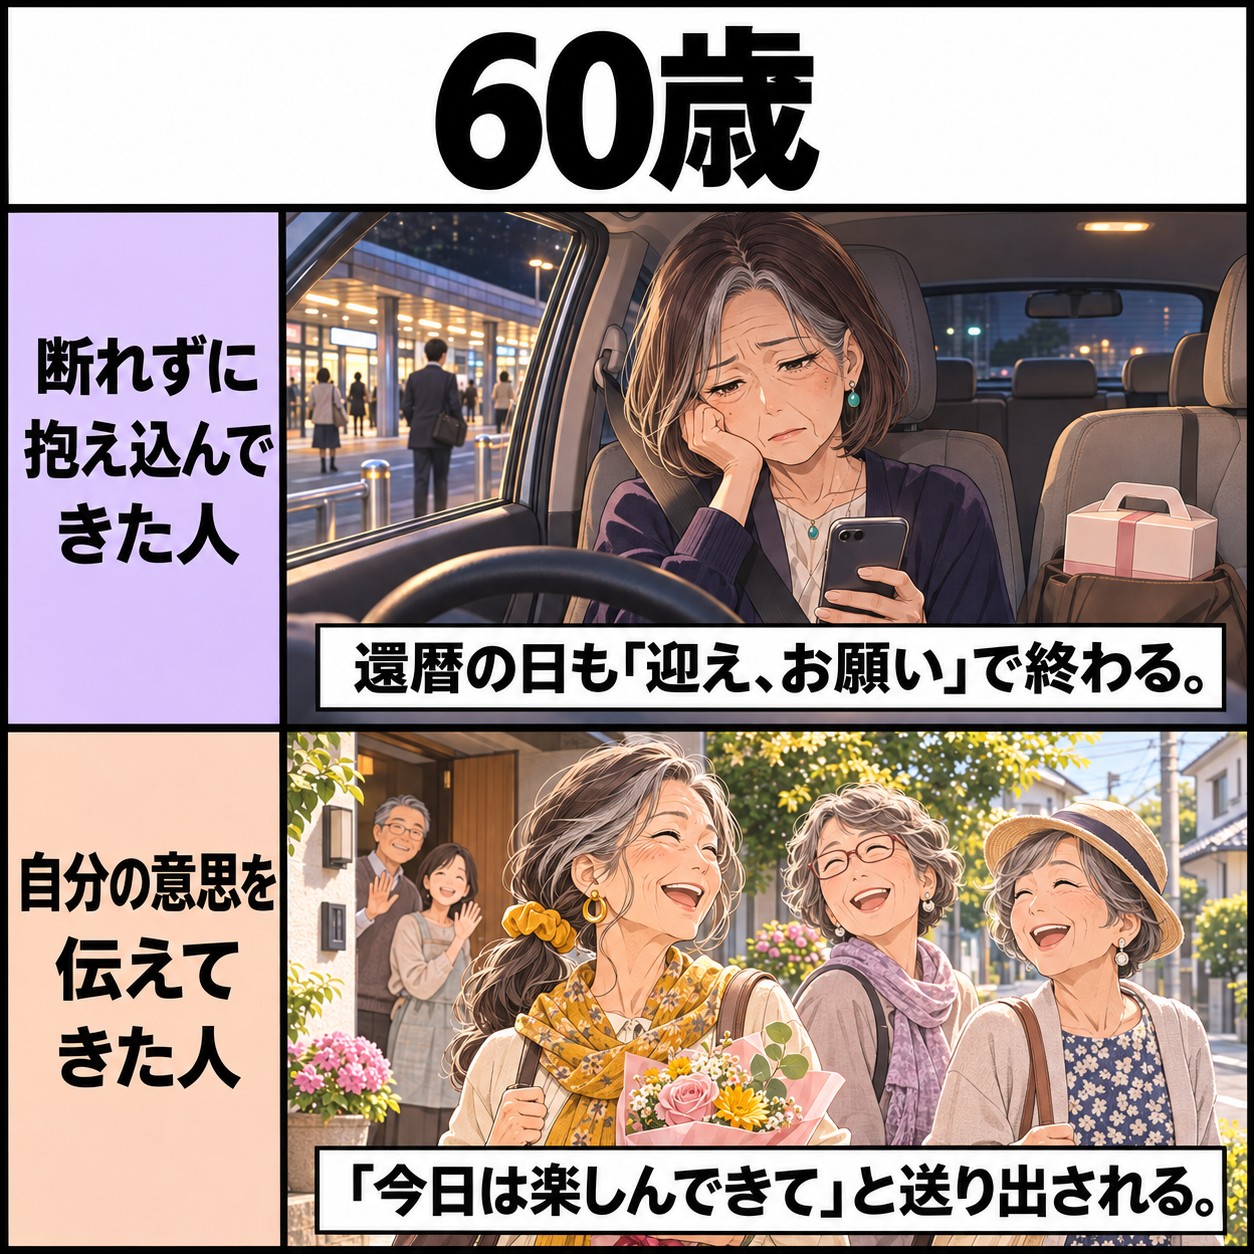 60歳
断れずに
抱え込んで
きた人
還暦の日も「迎え、お願い」で終わる。
自分の意思を
伝えて
きた人
「今日は楽しんできて」と送り出される。